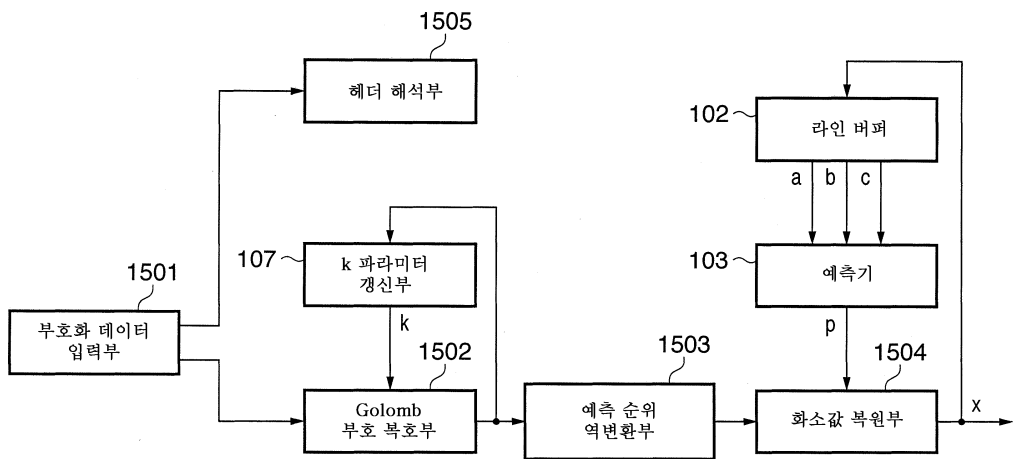 1505
헤더 해석부
102
라인 버퍼
a b c
107
k 파라미터
갱신부
103
예측기
1501
부호화 데이터
입력부
k
p
1502
1503
1504
Golomb
부호 복호부
예측 순위
역변환부
화소값 복원부
x